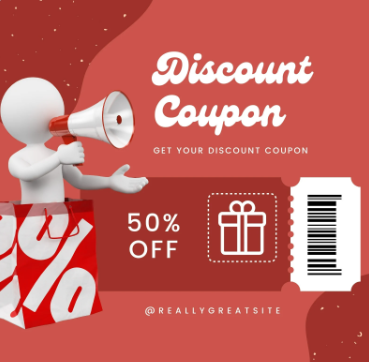 Discount
Coupon
GET YOUR DISCOUNT COUPON
50%
OFF
%
@REALLYGREATSITE